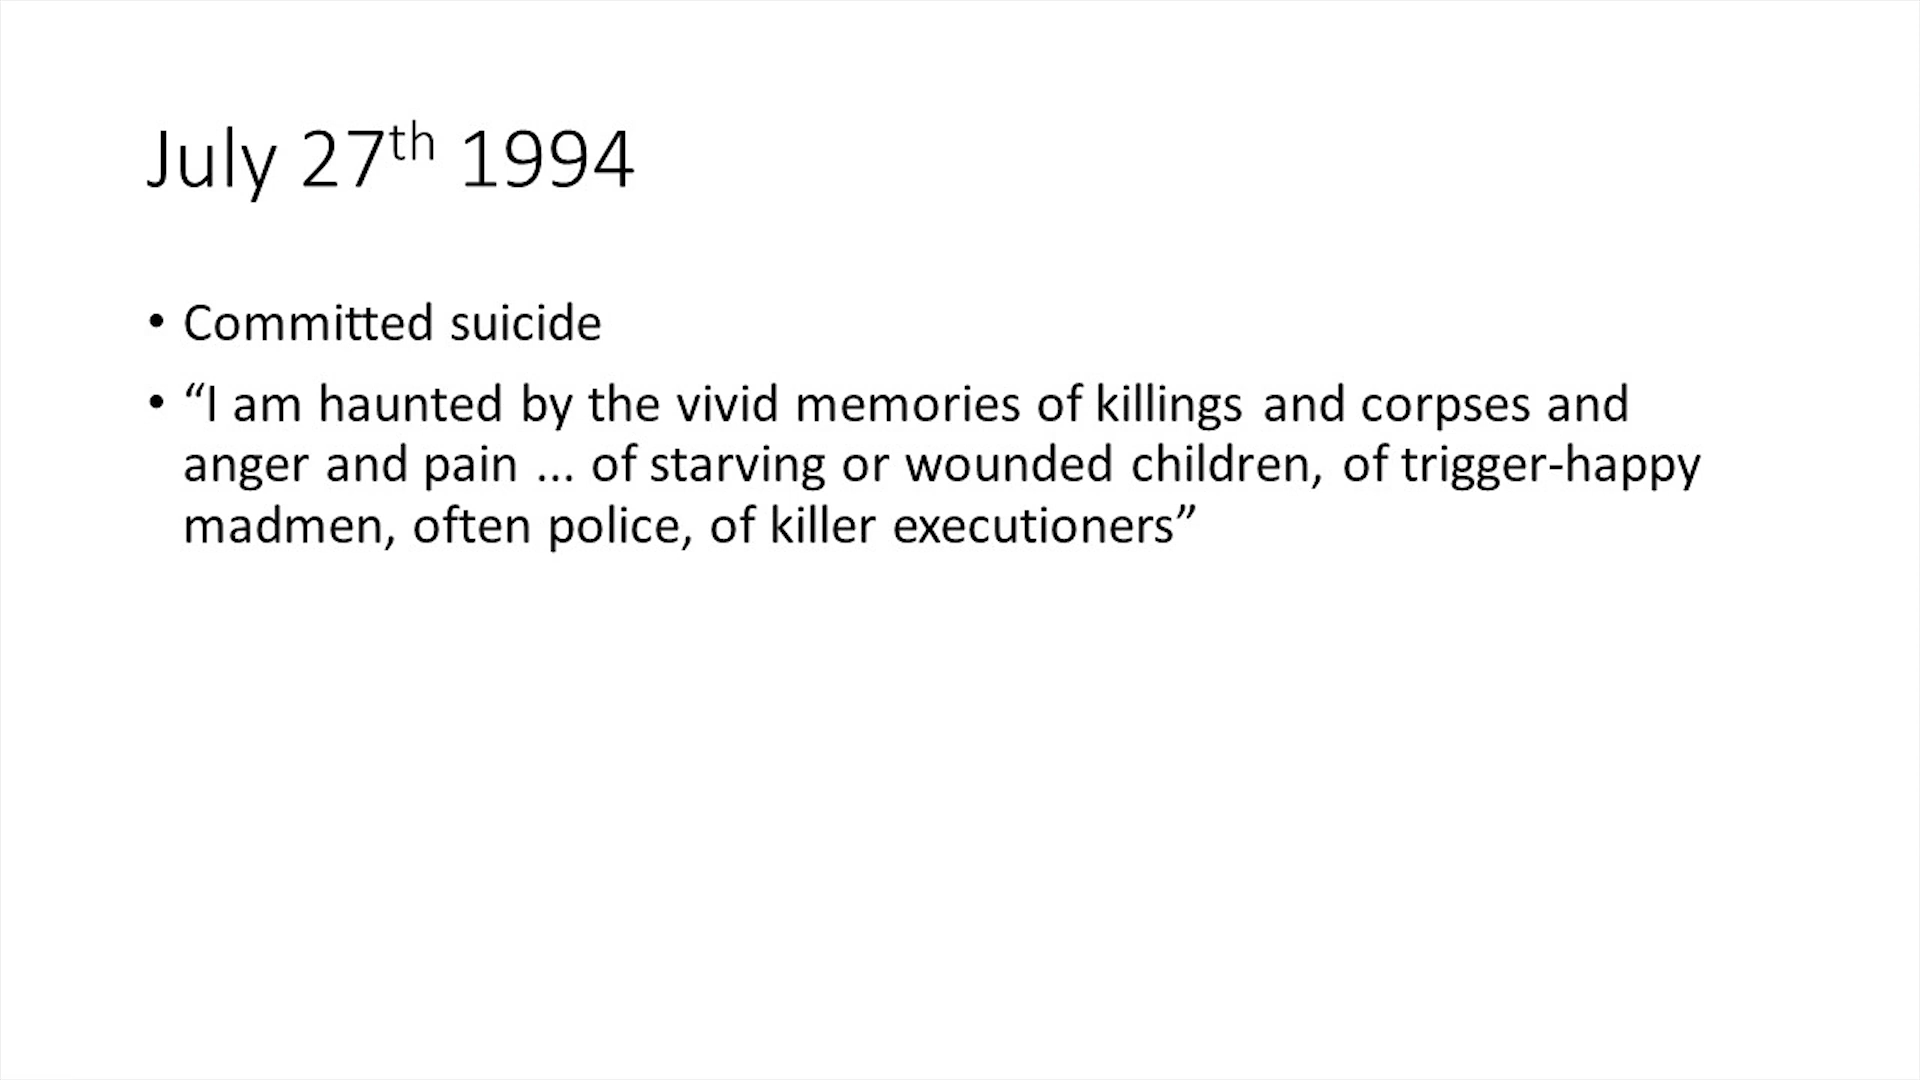 July 27th 1994
• Committed suicide
• “I am haunted by the vivid memories of killings and corpses and
anger and pain ... of starving or wounded children, of trigger-happy
madmen, often police, of killer executioners”